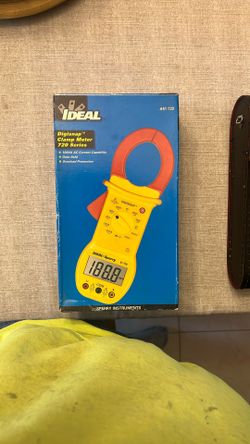 IDEAL
#61-720
Digisnap™
Clamp Meter
720 Series
• 1000A AC Current Capability
• Data Hold
• Overload Protection
188.8
SPERRY INSTRUMENTS